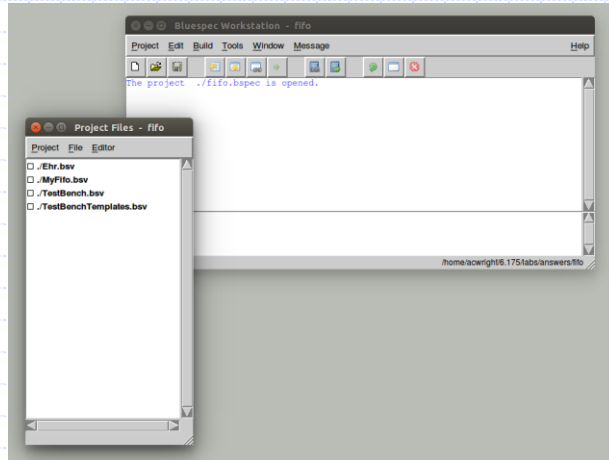 Bluespec Workstation - fifo
Project Edit Build Tools Window Message Help
The project ./fifo.bspec is opened.
Project Files - fifo
Project File Editor
./Ehr.bsv
./MyFifo.bsv
./TestBench.bsv
./TestBenchTemplates.bsv
/home/acwright/6.175/labs/answers/fifo